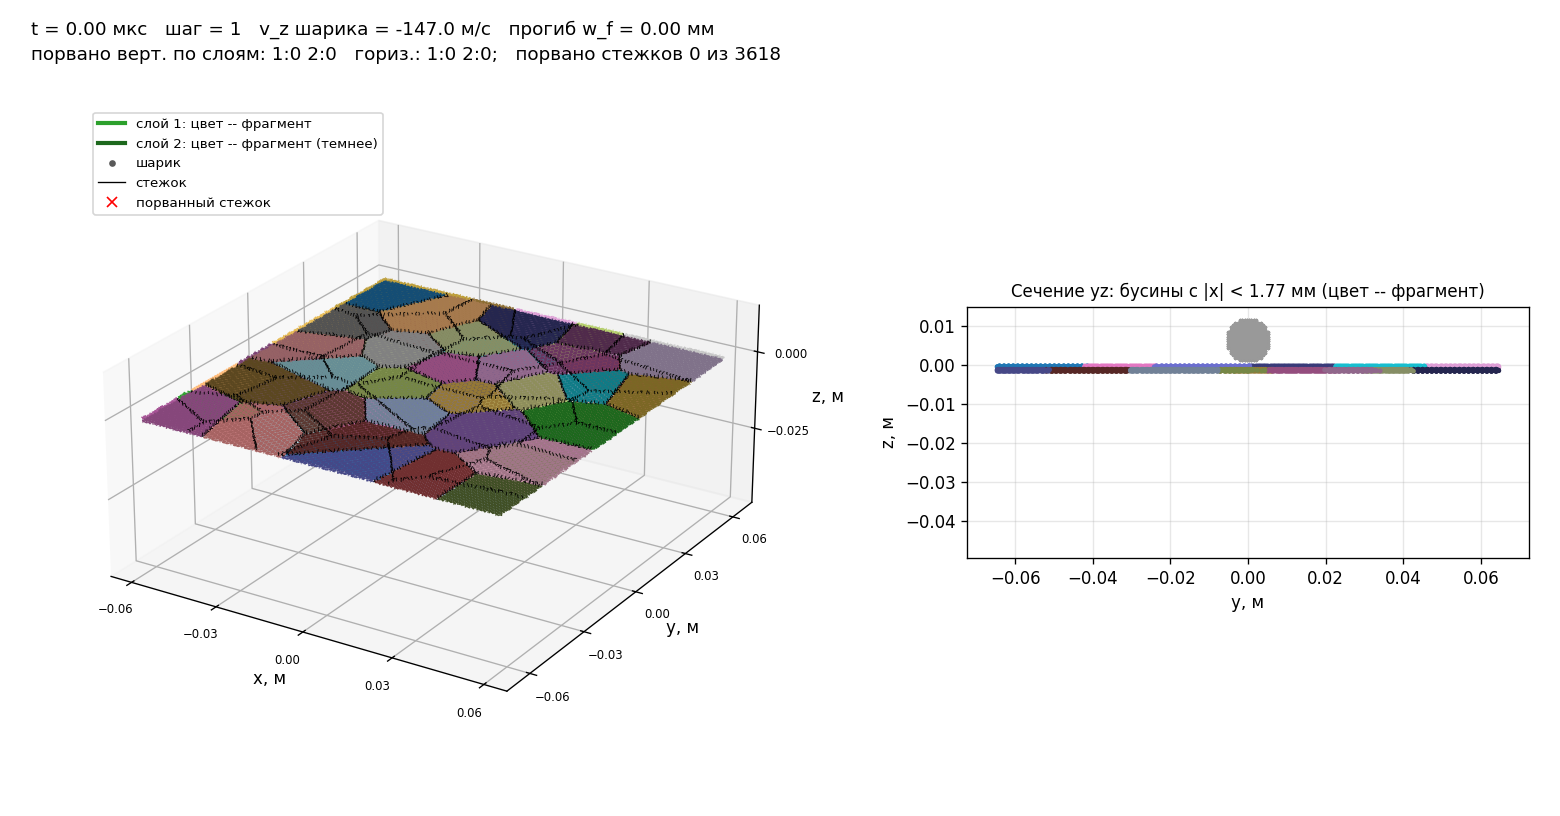 t = 0.00 мкс   шаг = 1   v_z шарика = -147.0 м/с   прогиб w_f = 0.00 мм
порвано верт. по слоям: 1:0 2:0   гориз.: 1:0 2:0;   порвано стежков 0 из 3618
слой 1: цвет -- фрагмент
слой 2: цвет -- фрагмент (темнее)
шарик
стежок
порванный стежок
0.000
z, м
−0.025
0.06
0.03
0.00
y, м
−0.03
−0.06
−0.06
−0.03
0.00
x, м
0.03
0.06
Сечение yz: бусины с |x| < 1.77 мм (цвет -- фрагмент)
0.01
0.00
−0.01
−0.02
−0.03
−0.04
z, м
−0.06 −0.04 −0.02 0.00 0.02 0.04 0.06
y, м